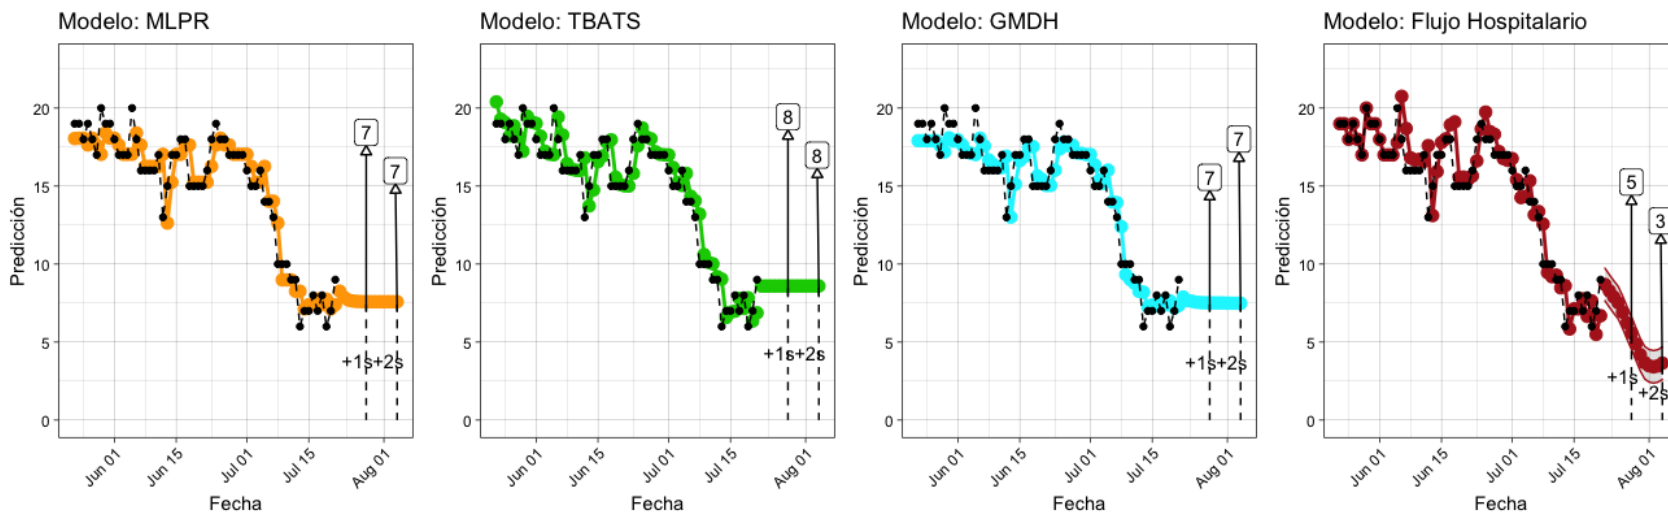 Modelo: MLPR
20
15
10
5
0
Predicción
7
7
+1s+2s
Jun 01
Jun 15
Jul 01
Jul 15
Aug 01
Fecha
Modelo: TBATS
20
15
10
5
0
Predicción
8
8
+1s+2s
Jun 01
Jun 15
Jul 01
Jul 15
Aug 01
Fecha
Modelo: GMDH
20
15
10
5
0
Predicción
7
7
+1s+2s
Jun 01
Jun 15
Jul 01
Jul 15
Aug 01
Fecha
Modelo: Flujo Hospitalario
20
15
10
5
0
Predicción
5
3
+1s
+2s
Jun 01
Jun 15
Jul 01
Jul 15
Aug 01
Fecha